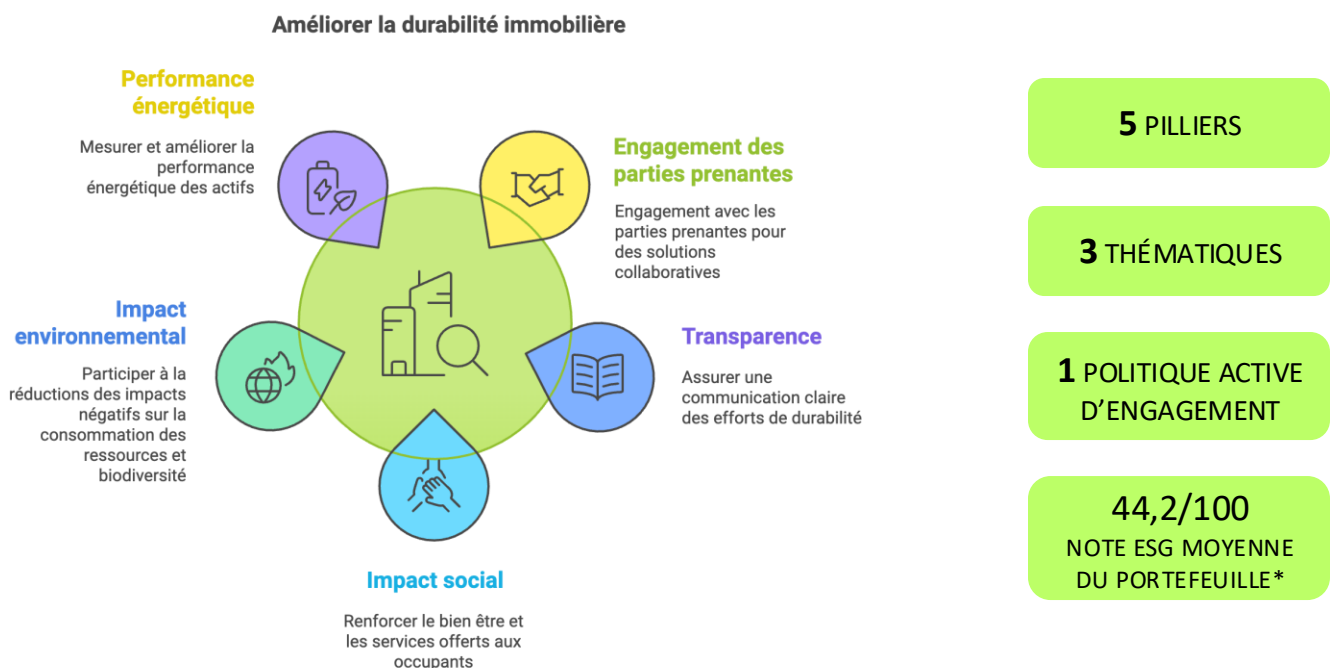 Améliorer la durabilité immobilière
Performance
énergétique
Mesurer et améliorer la
performance
énergétique des actifs
Engagement des
parties prenantes
Engagement avec les
parties prenantes pour
des solutions
collaboratives
Impact
environnemental
Participer à la
réductions des impacts
négatifs sur la
consommation des
ressources et
biodiversité
Transparence
Assurer une
communication claire
des efforts de durabilité
Impact social
Renforcer le bien être et
les services offerts aux
occupants
5 PILLIERS
3 THÉMATIQUES
1 POLITIQUE ACTIVE
D’ENGAGEMENT
44,2/100
NOTE ESG MOYENNE
DU PORTEFEUILLE*